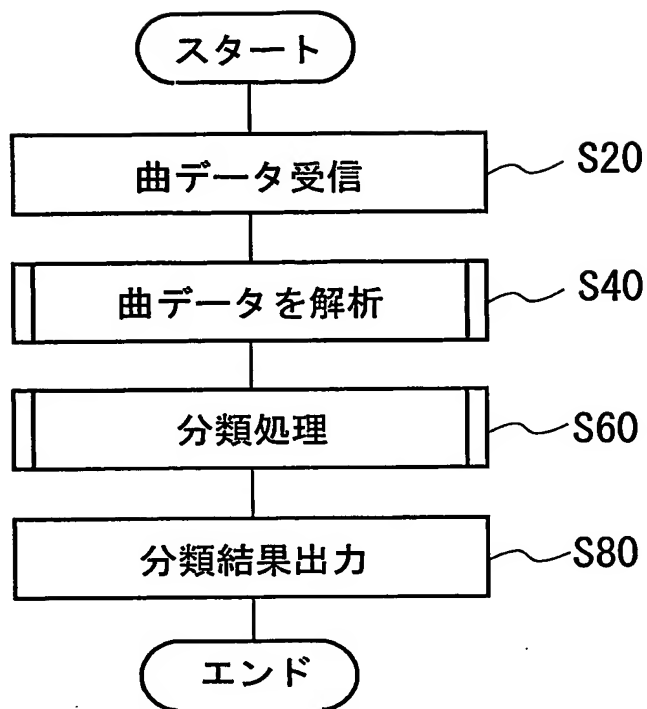 スタート
曲データ受信
S20
曲データを解析
S40
分類処理
S60
分類結果出力
S80
エンド